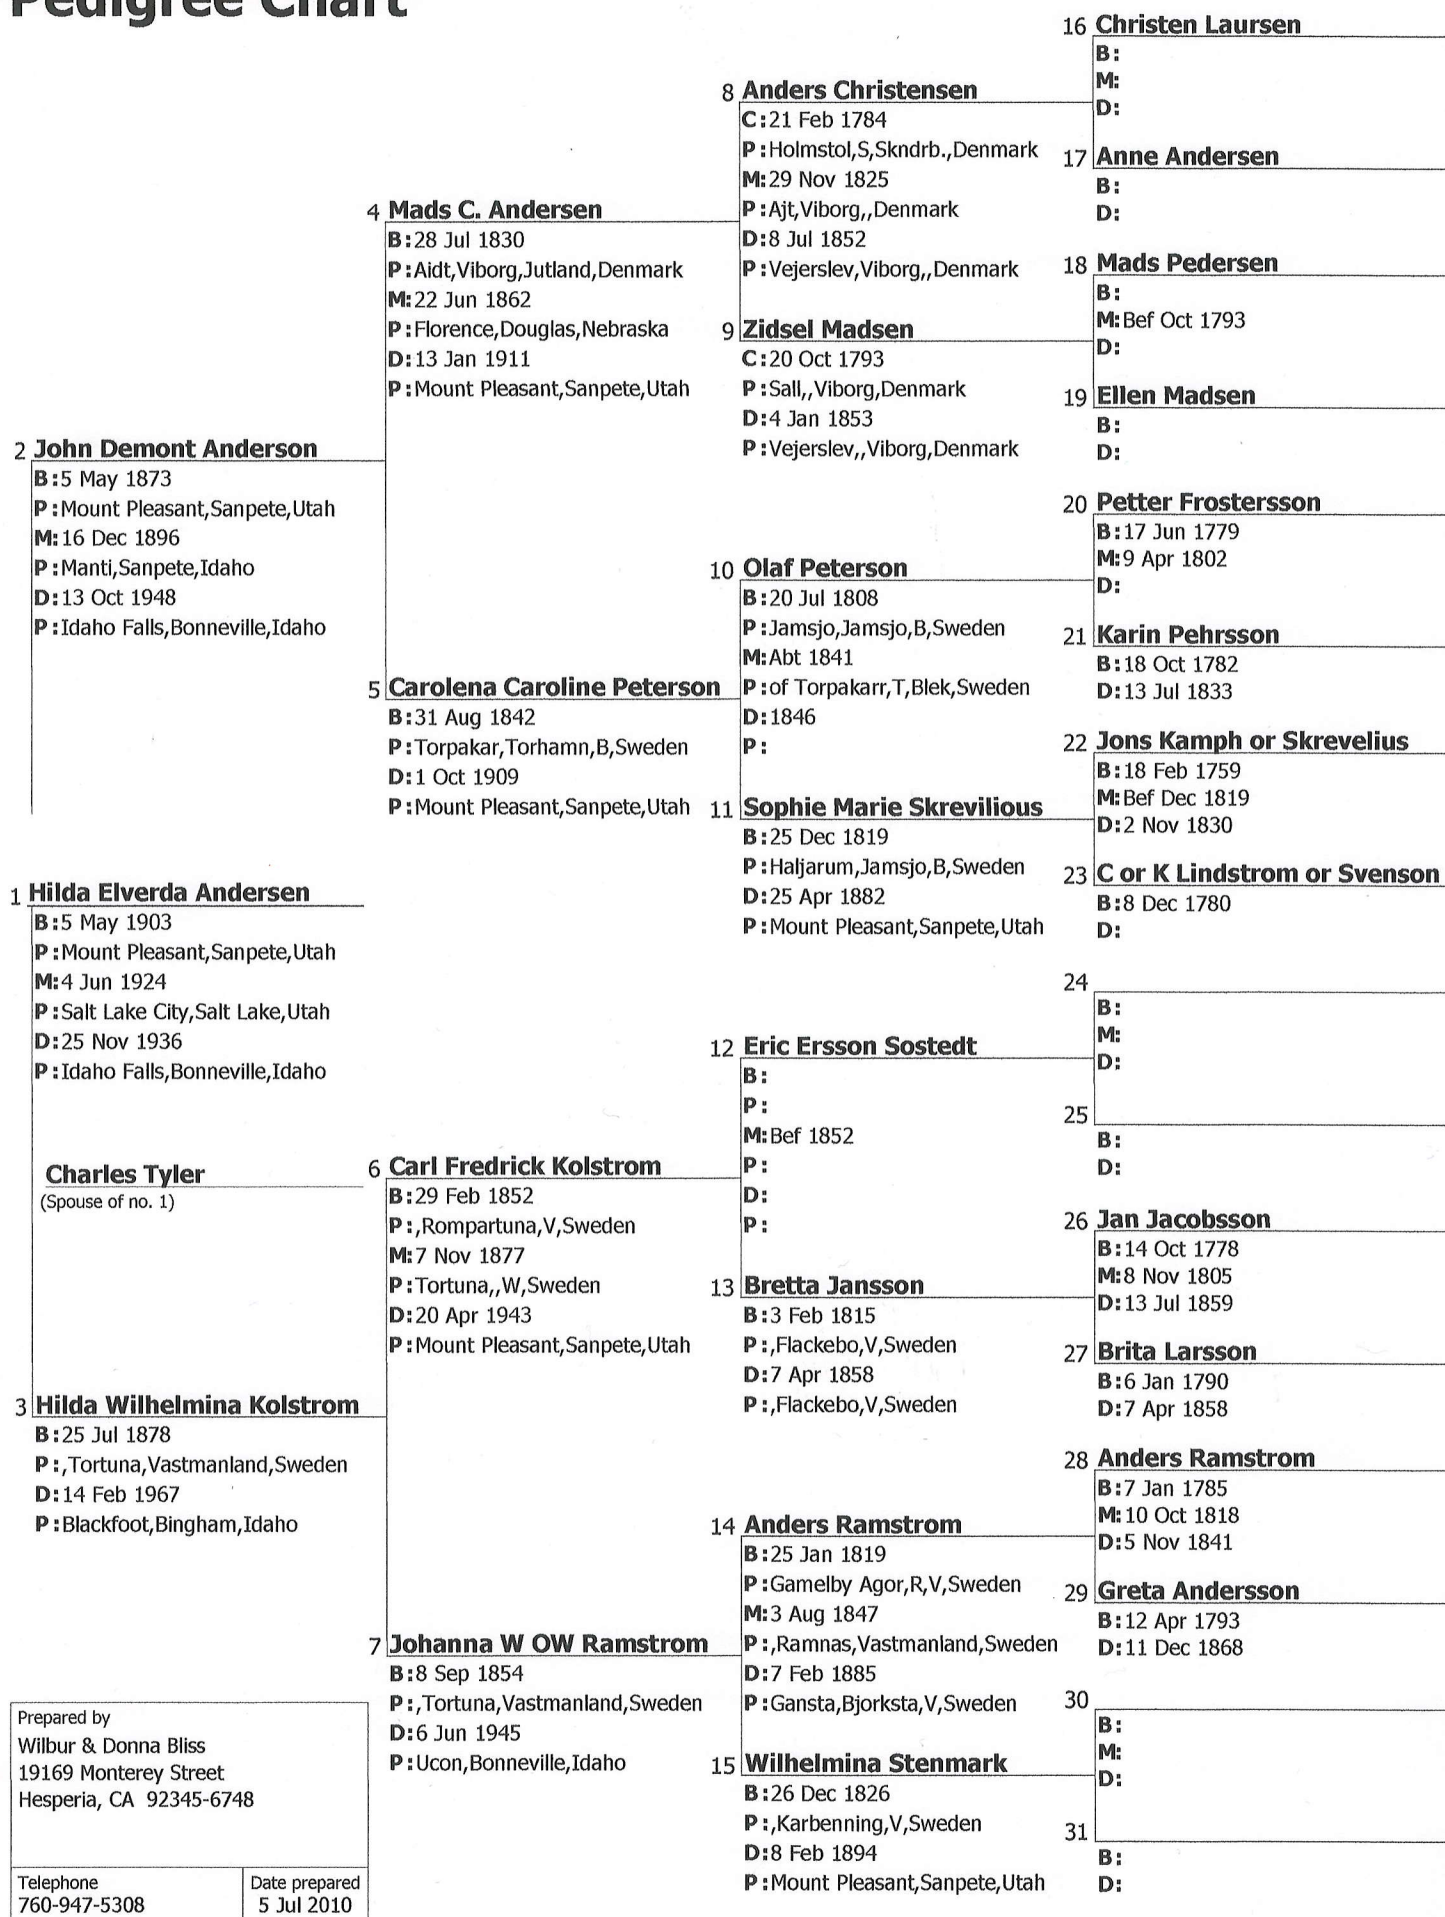 Pedigree Chart
2 John Demont Anderson
B:5 May 1873
P:Mount Pleasant,Sanpete,Utah
M:16 Dec 1896
P:Manti,Sanpete,Idaho
D:13 Oct 1948
P:Idaho Falls,Bonneville,Idaho
1 Hilda Elverda Andersen
B:5 May 1903
P:Mount Pleasant,Sanpete,Utah
M:4 Jun 1924
P:Salt Lake City,Salt Lake,Utah
D:25 Nov 1936
P:Idaho Falls,Bonneville,Idaho
Charles Tyler
(Spouse of no. 1)
3 Hilda Wilhelmina Kolstrom
B:25 Jul 1878
P:,Tortuna,Vastmanland,Sweden
D:14 Feb 1967
P:Blackfoot,Bingham,Idaho
Prepared by
Wilbur & Donna Bliss
19169 Monterey Street
Hesperia, CA 92345-6748
Telephone
760-947-5308
Date prepared
5 Jul 2010
4 Mads C. Andersen
B:28 Jul 1830
P:Aidt,Viborg,Jutland,Denmark
M:22 Jun 1862
P:Florence,Douglas,Nebraska
D:13 Jan 1911
P:Mount Pleasant,Sanpete,Utah
5 Carolena Caroline Peterson
B:31 Aug 1842
P:Torpakar,Torhamn,B,Sweden
D:1 Oct 1909
P:Mount Pleasant,Sanpete,Utah
6 Carl Fredrick Kolstrom
B:29 Feb 1852
P:,Rompartuna,V,Sweden
M:7 Nov 1877
P:Tortuna,,W,Sweden
D:20 Apr 1943
P:Mount Pleasant,Sanpete,Utah
7 Johanna W OW Ramstrom
B:8 Sep 1854
P:,Tortuna,Vastmanland,Sweden
D:6 Jun 1945
P:Ucon,Bonneville,Idaho
8 Anders Christensen
C:21 Feb 1784
P:Holmstol,S,Skndrb.,Denmark
M:29 Nov 1825
P:Ajt,Viborg,,Denmark
D:8 Jul 1852
P:Vejerslev,Viborg,,Denmark
9 Zidsel Madsen
C:20 Oct 1793
P:Sall,,Viborg,Denmark
D:4 Jan 1853
P:Vejerslev,,Viborg,Denmark
10 Olaf Peterson
B:20 Jul 1808
P:Jamsjo,Jamsjo,B,Sweden
M:Abt 1841
P:of Torpakarr,T,Blek,Sweden
D:1846
P:
11 Sophie Marie Skrevilious
B:25 Dec 1819
P:Haljarum,Jamsjo,B,Sweden
D:25 Apr 1882
P:Mount Pleasant,Sanpete,Utah
12 Eric Ersson Sostedt
B:
P:
M:Bef 1852
P:
D:
P:
13 Bretta Jansson
B:3 Feb 1815
P:,Flackebo,V,Sweden
D:7 Apr 1858
P:,Flackebo,V,Sweden
14 Anders Ramstrom
B:25 Jan 1819
P:Gamelby Agor,R,V,Sweden
M:3 Aug 1847
P:,Ramnas,Vastmanland,Sweden
D:7 Feb 1885
P:Gansta,Bjorksta,V,Sweden
15 Wilhelmina Stenmark
B:26 Dec 1826
P:,Karbenning,V,Sweden
D:8 Feb 1894
P:Mount Pleasant,Sanpete,Utah
16 Christen Laursen
B:
M:
D:
17 Anne Andersen
B:
D:
18 Mads Pedersen
B:
M:Bef Oct 1793
D:
19 Ellen Madsen
B:
D:
20 Petter Frostersson
B:17 Jun 1779
M:9 Apr 1802
D:
21 Karin Pehrsson
B:18 Oct 1782
D:13 Jul 1833
22 Jons Kamph or Skrevelius
B:18 Feb 1759
M:Bef Dec 1819
D:2 Nov 1830
23 C or K Lindstrom or Svenson
B:8 Dec 1780
D:
24
B:
M:
D:
25
B:
D:
26 Jan Jacobsson
B:14 Oct 1778
M:8 Nov 1805
D:13 Jul 1859
27 Brita Larsson
B:6 Jan 1790
D:7 Apr 1858
28 Anders Ramstrom
B:7 Jan 1785
M:10 Oct 1818
D:5 Nov 1841
29 Greta Andersson
B:12 Apr 1793
D:11 Dec 1868
30
B:
M:
D:
31
B:
D: